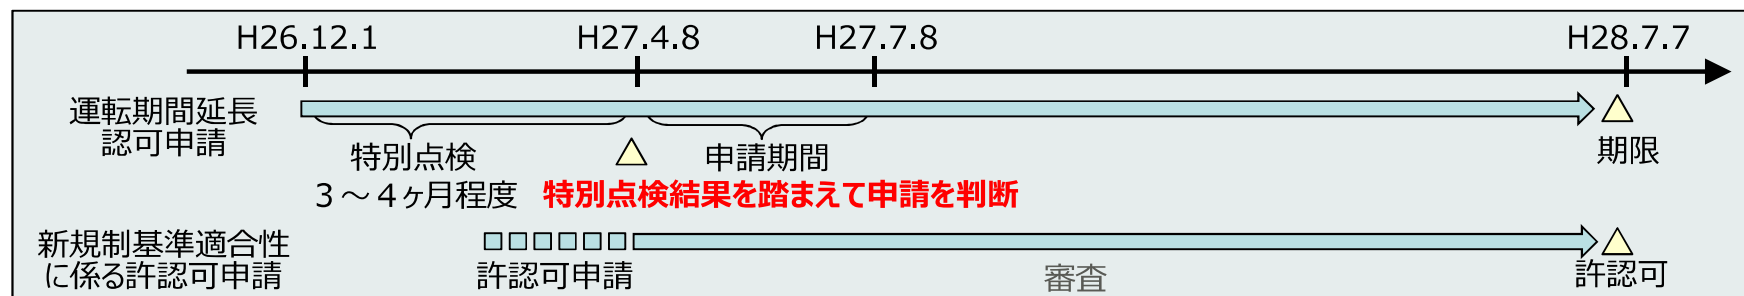 H26.12.1 H27.4.8 H27.7.8 H28.7.7
運転期間延長
認可申請
特別点検
３～４ヶ月程度
申請期間
期限
特別点検結果を踏まえて申請を判断
新規制基準適合性
に係る許認可申請
許認可申請
審査
許認可